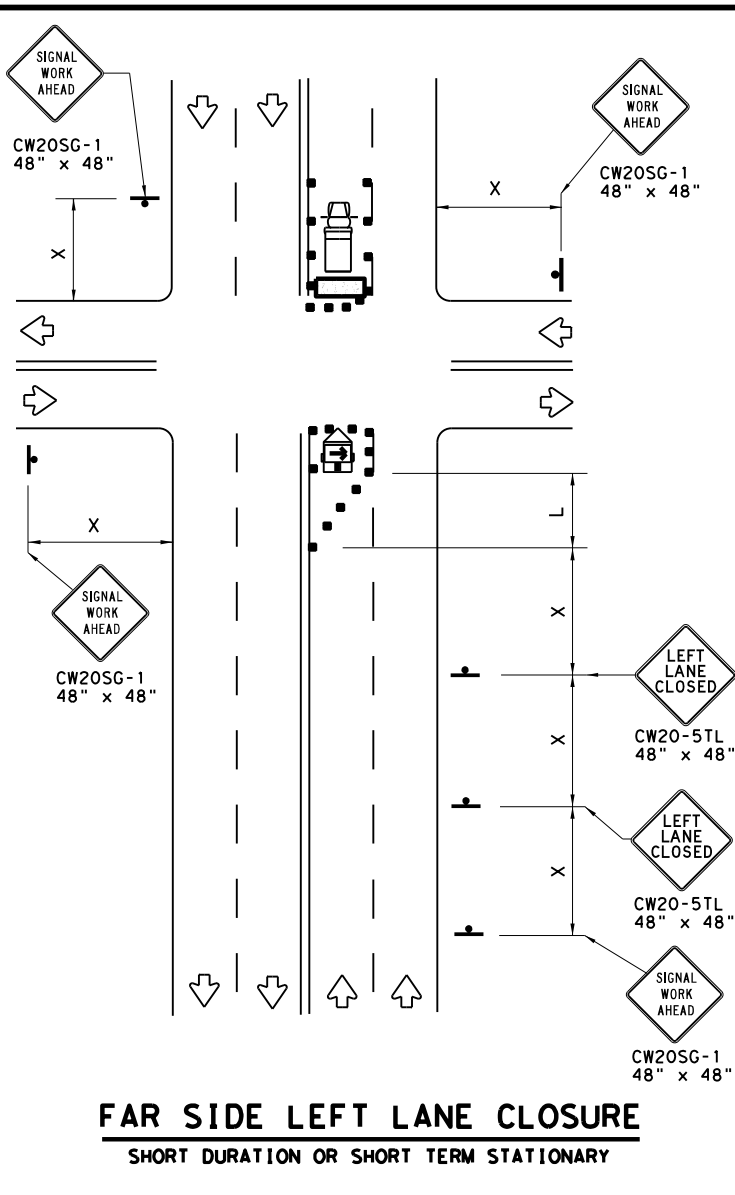 SIGNAL
WORK
AHEAD
CW20SG-1
48" x 48"
X
SIGNAL
WORK
AHEAD
CW20SG-1
48" x 48"
X
X
SIGNAL
WORK
AHEAD
CW20SG-1
48" x 48"
L
X
LEFT
LANE
CLOSED
CW20-5TL
48" x 48"
X
LEFT
LANE
CLOSED
CW20-5TL
48" x 48"
X
SIGNAL
WORK
AHEAD
CW20SG-1
48" x 48"
FAR SIDE LEFT LANE CLOSURE
SHORT DURATION OR SHORT TERM STATIONARY